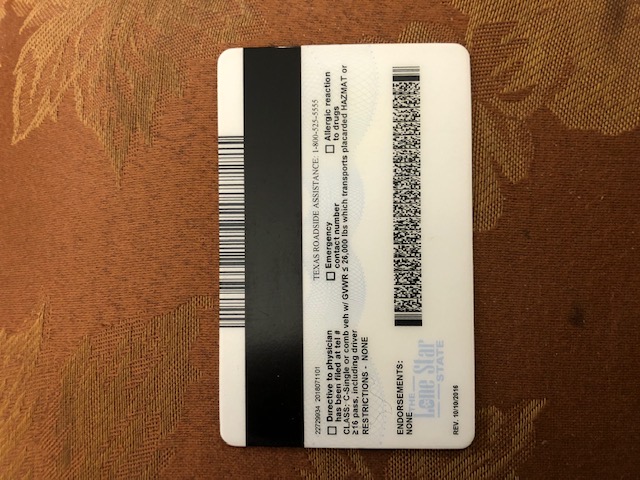 22729934 2018071101
TEXAS ROADSIDE ASSISTANCE: 1-800-525-5555
Directive to physician
has been filed at tel #
Emergency
contact number
Allergic reaction
to drugs
CLASS: C-Single or comb veh w/ GVWR ≤ 26,000 lbs which transports placarded HAZMAT or
≥16 pass, including driver
RESTRICTIONS - NONE
ENDORSEMENTS:
NONE
THE
Lone Star
STATE
REV. 10/10/2016